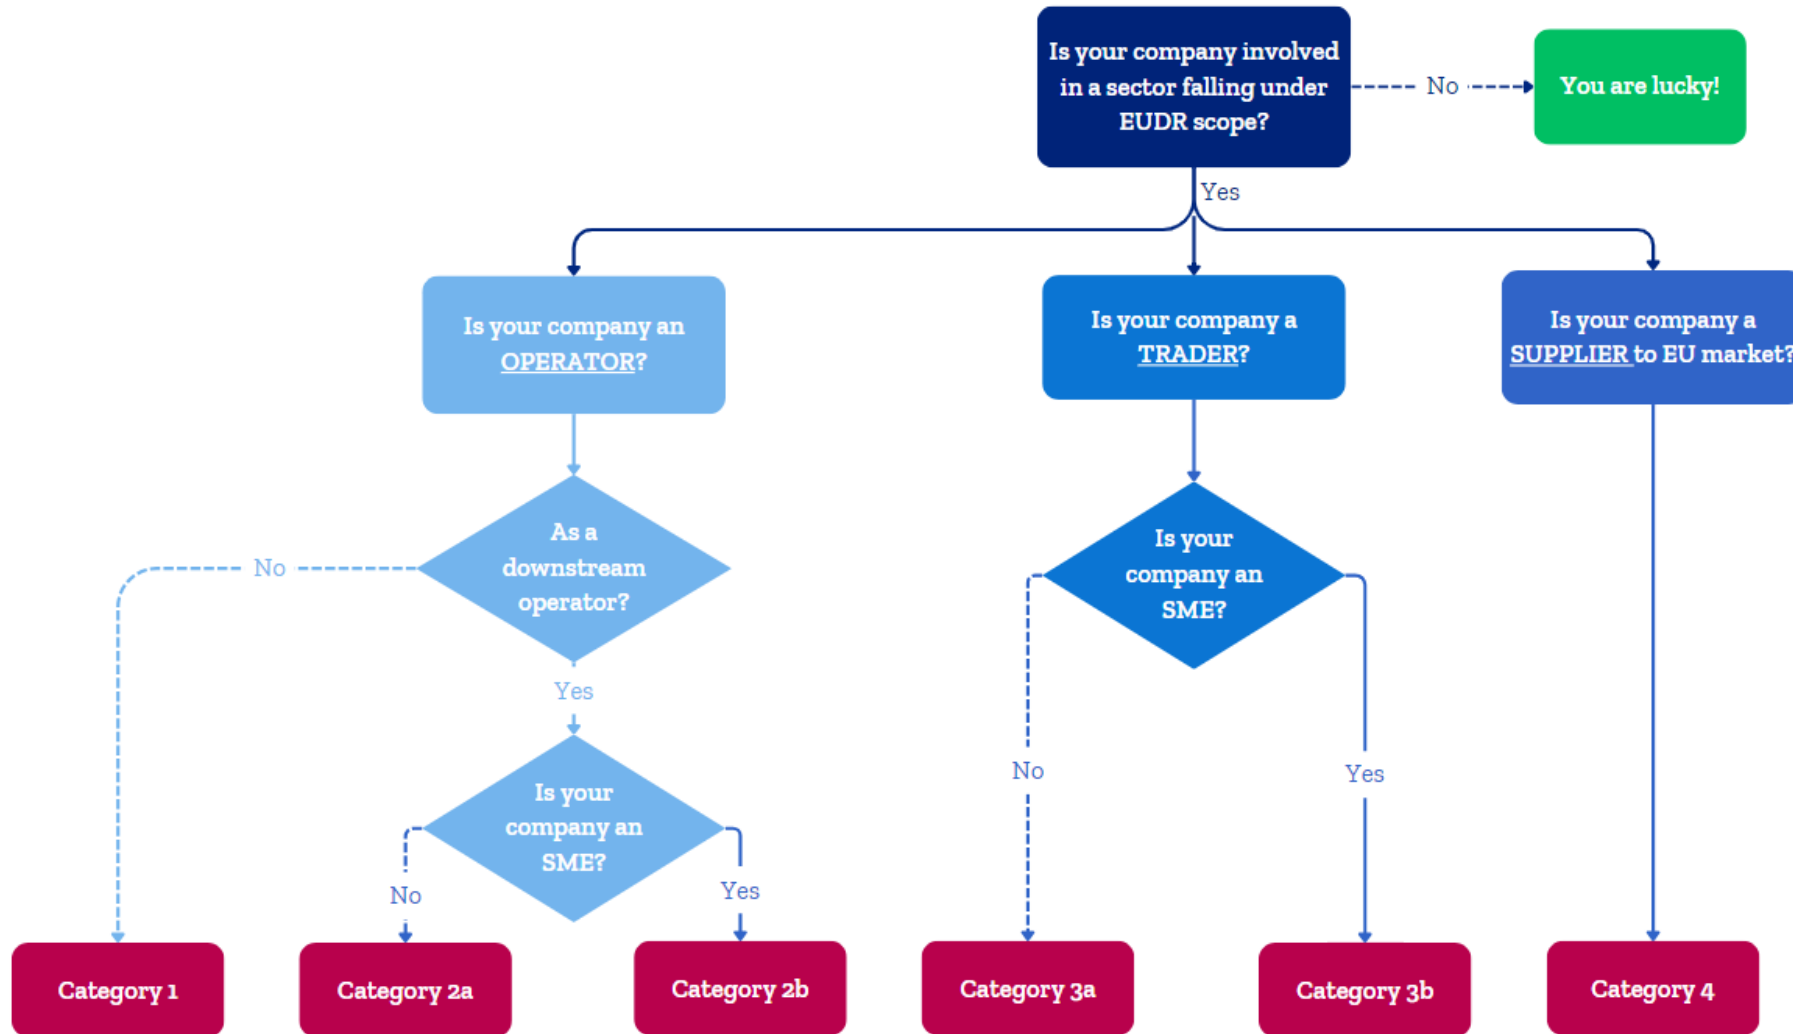 Is your company involved
in a sector falling under
EUDR scope?
No
You are lucky!
Yes
Is your company an
OPERATOR?
Is your company a
TRADER?
Is your company a
SUPPLIER to EU market?
As a
downstream
operator?
No
Yes
Is your
company an
SME?
No
Yes
Is your
company an
SME?
No
Yes
Category 1
Category 2a
Category 2b
Category 3a
Category 3b
Category 4